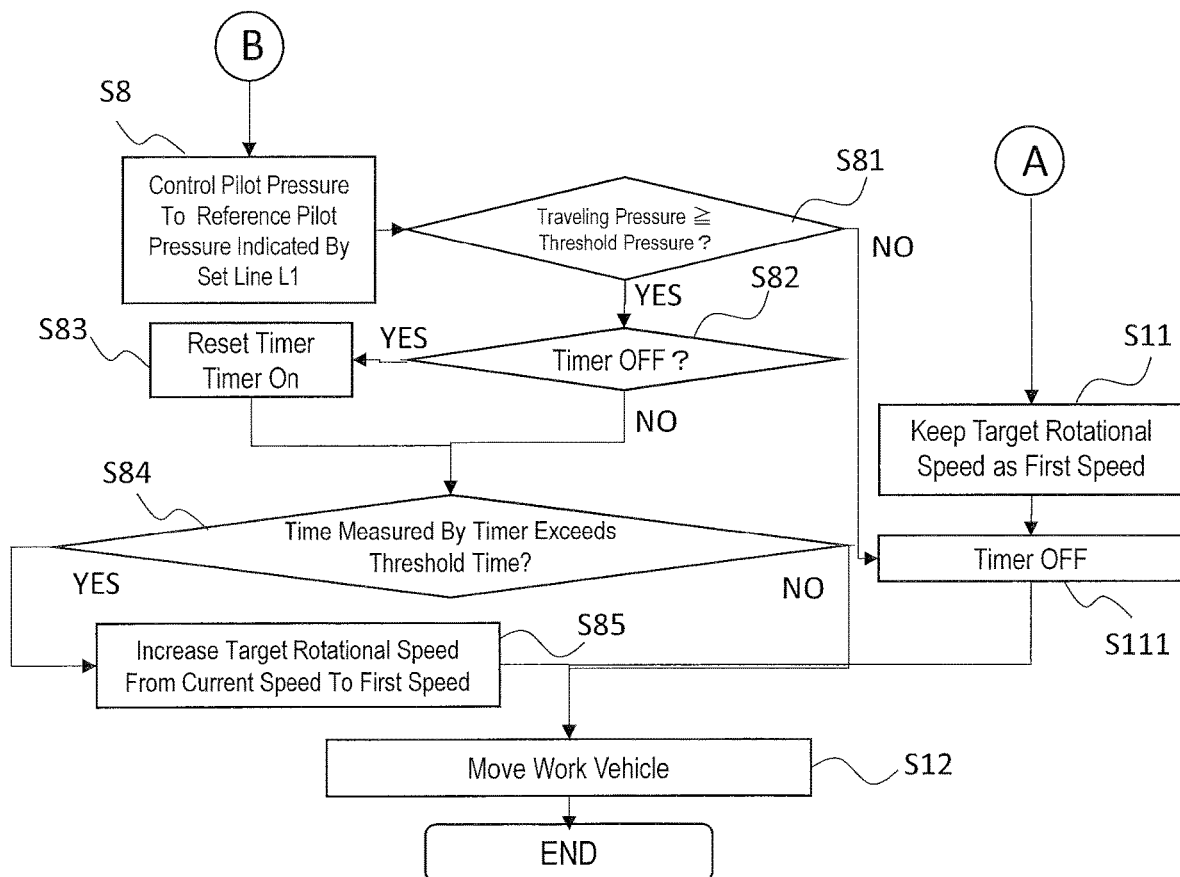 B
S8
Control Pilot Pressure
To Reference Pilot
Pressure Indicated By
Set Line L1
S81
Traveling Pressure ≧
Threshold Pressure?
NO
YES
A
S82
Timer OFF?
YES
NO
S83
Reset Timer
Timer On
S11
Keep Target Rotational
Speed as First Speed
S84
Time Measured By Timer Exceeds
Threshold Time?
YES
NO
Timer OFF
S111
S85
Increase Target Rotational Speed
From Current Speed To First Speed
Move Work Vehicle
S12
END